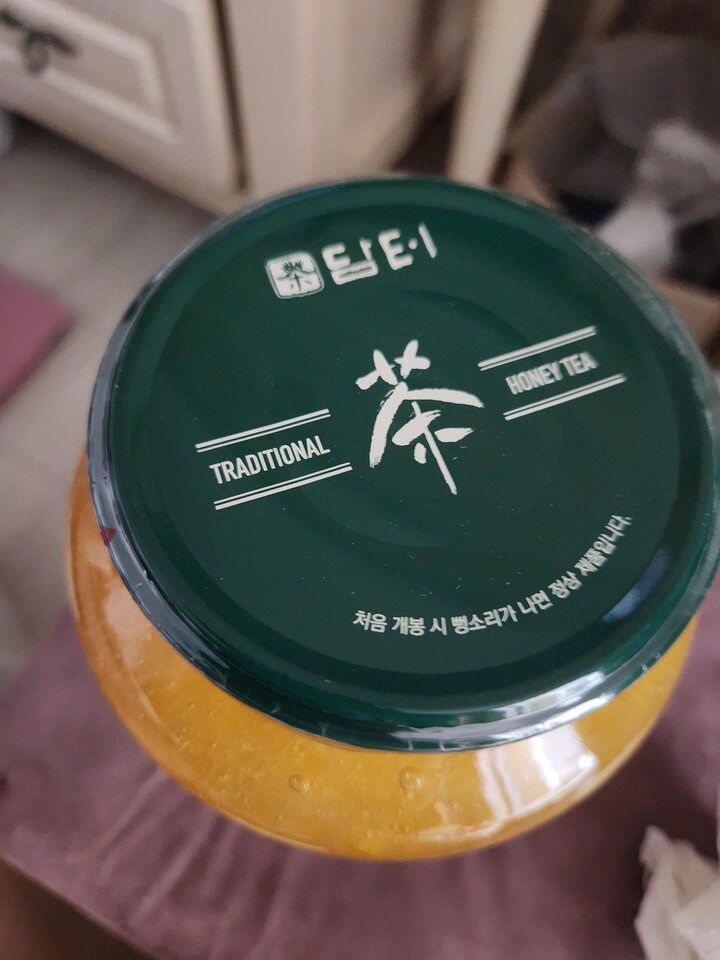 茶 담터
TRADITIONAL
茶
HONEY TEA
처음 개봉 시 뻥소리가 나면 정상 제품입니다.